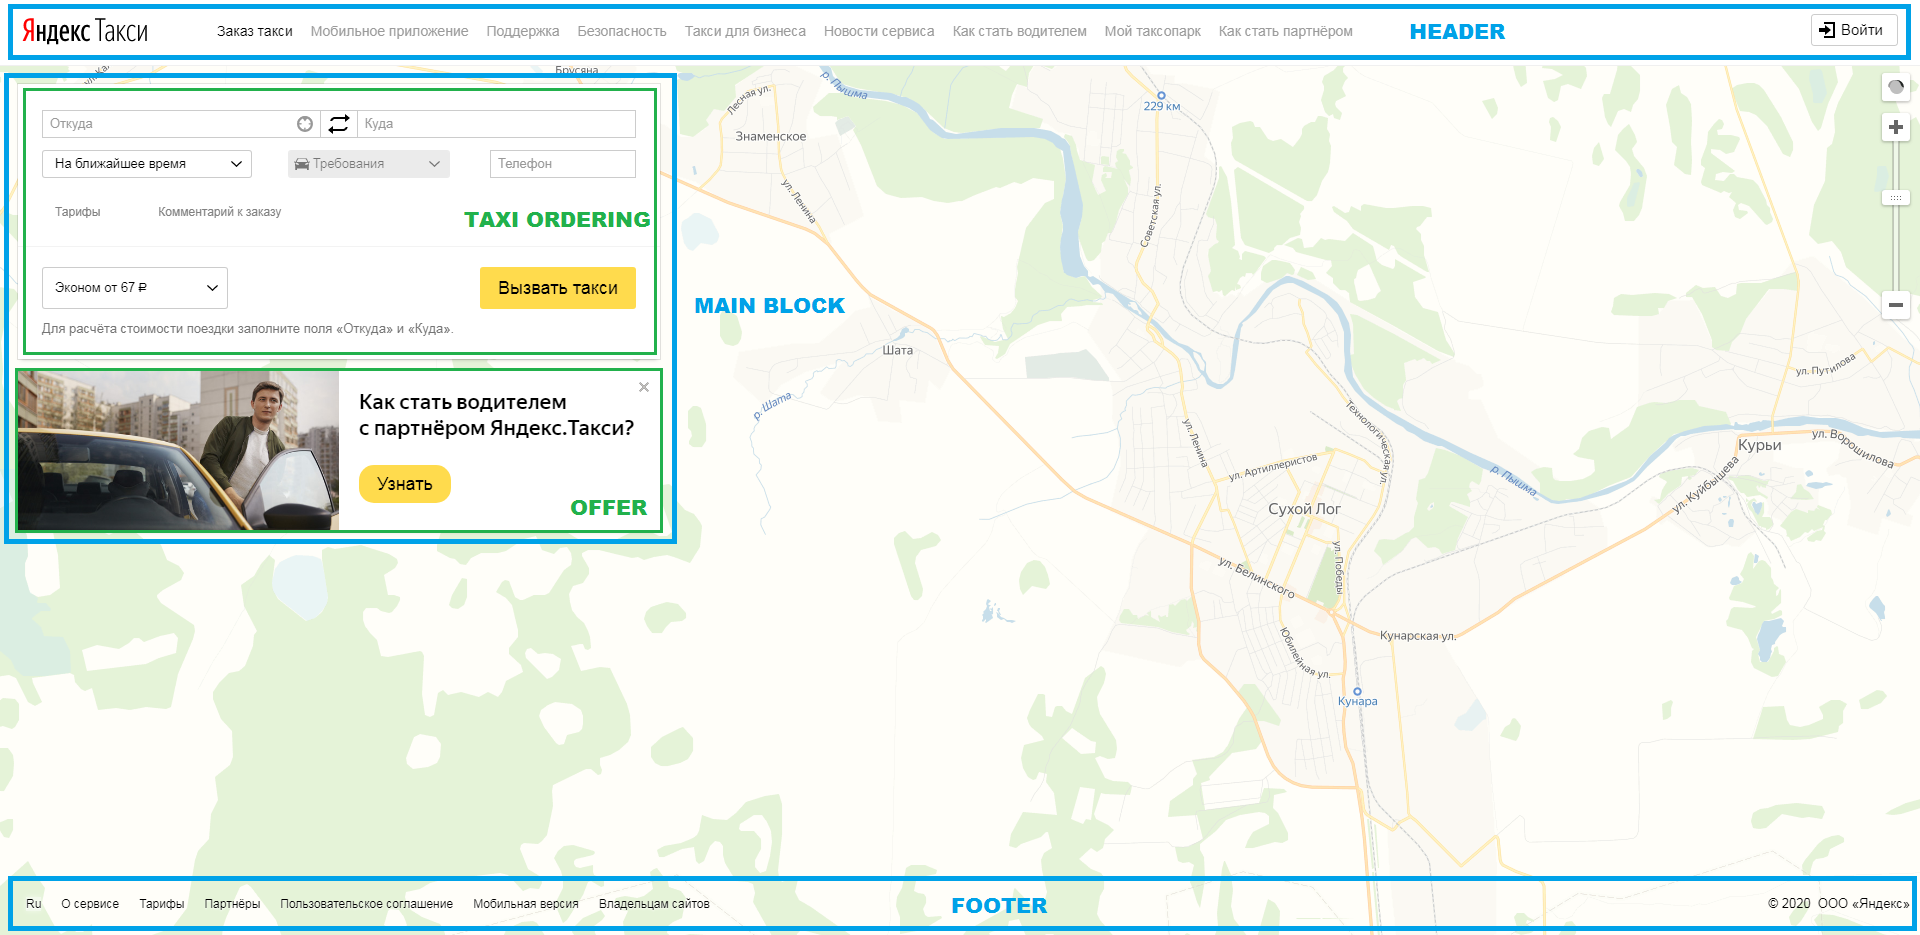 Яндекс Такси
Заказ такси Мобильное приложение Поддержка Безопасность Такси для бизнеса Новости сервиса Как стать водителем Мой таксопарк Как стать партнёром HEADER Войти
Брусяна
Откуда Куда
На ближайшее время Требования Телефон
Тарифы Комментарий к заказу
TAXI ORDERING
Эконом от 67 ₽ Вызвать такси
Для расчёта стоимости поездки заполните поля «Откуда» и «Куда».
Как стать водителем
с партнёром Яндекс.Такси?
Узнать
OFFER
MAIN BLOCK
р. Пышма
Лесная ул.
229 км
Знаменское
ул. Ленина
Советская ул.
Шата
р. Шата
ул. Путилова
Технологическая ул.
ул. Ленина
Курьи
ул. Ворошилова
ул. Артиллеристов
р. Пышма
ул. Куйбышева
Сухой Лог
ул. Белинского
ул. Победы
Юбилейная ул.
Кунарская ул.
Кунара
Ru О сервисе Тарифы Партнёры Пользовательское соглашение Мобильная версия Владельцам сайтов FOOTER © 2020 ООО «Яндекс»